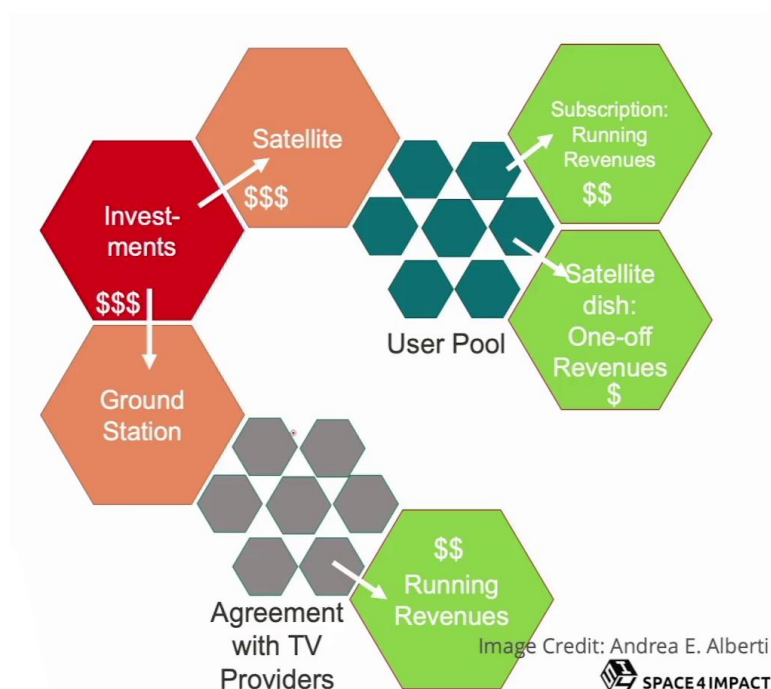 Satellite
$$$
Invest-
ments
$$$
Ground
Station
Subscription:
Running
Revenues
$$
Satellite
dish:
One-off
Revenues
$
User Pool
Agreement
with TV
Providers
$$
Running
Revenues
Image Credit: Andrea E. Alberti
SPACE4IMPACT